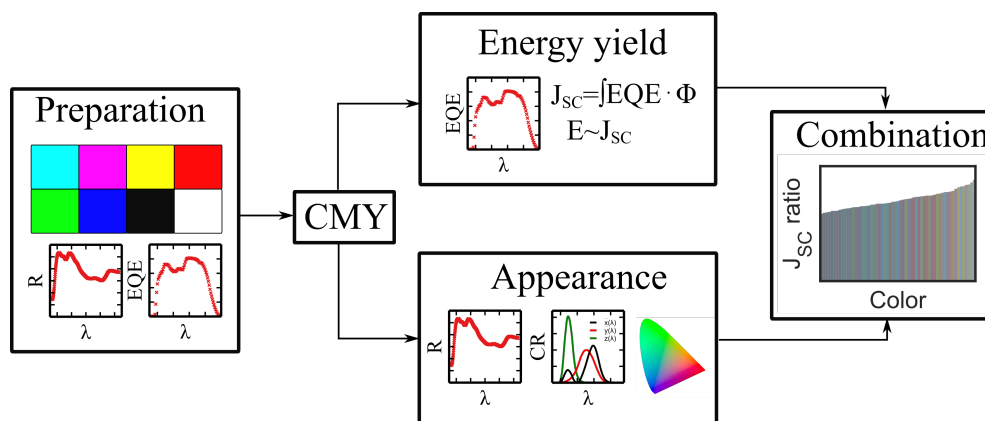 Preparation
R
λ
EQE
λ
CMY
Energy yield
EQE
λ
J_SC=∫EQE · Φ
E~J_SC
Appearance
R
λ
CR
x(λ)
y(λ)
z(λ)
λ
Combination
J_SC ratio
Color